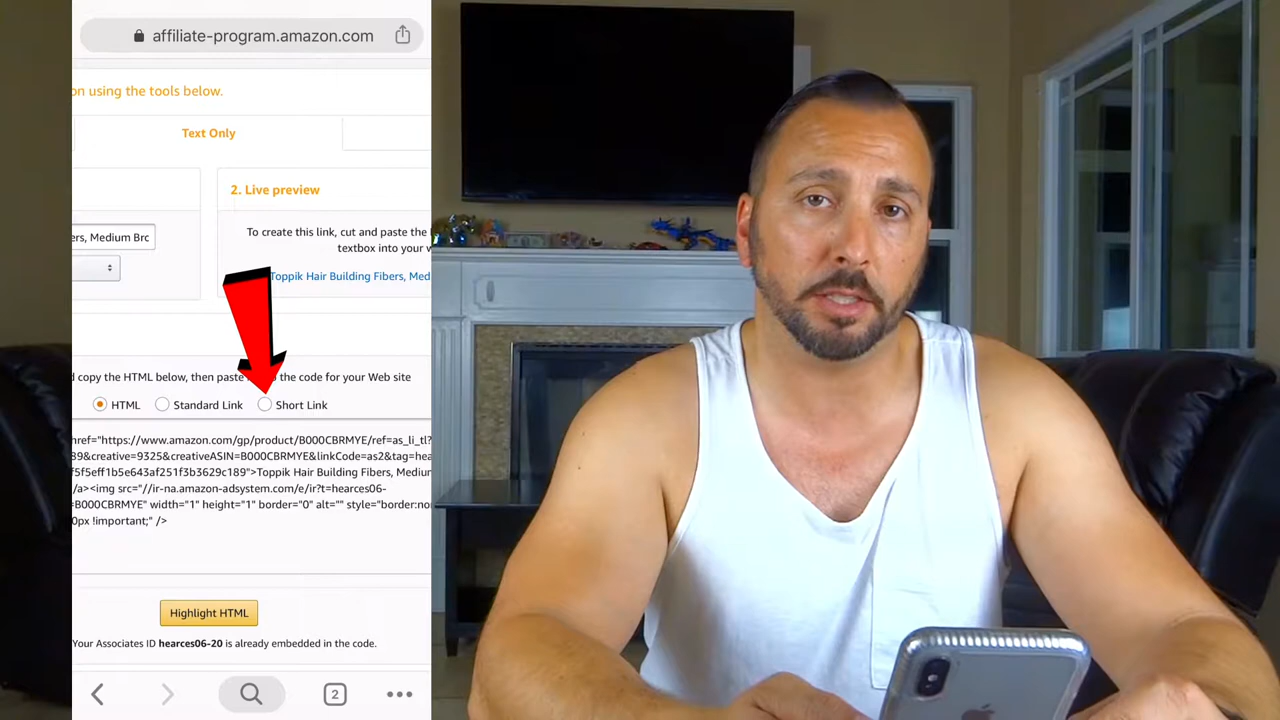 affiliate-program.amazon.com
on using the tools below.
Text Only
2. Live preview
ers, Medium Brc
To create this link, cut and paste the
textbox into your w
Toppik Hair Building Fibers, Med
copy the HTML below, then paste the code for your Web site
HTML Standard Link Short Link
href="https://www.amazon.com/gp/product/B000CBRMYE/ref=as_li_tl?
89&creative=9325&creativeASIN=B000CBRMYE&linkCode=as2&tag=hea
f5f5eff1b5e643af251f3b3629c189">Toppik Hair Building Fibers, Medium
/a><img src="//ir-na.amazon-adsystem.com/e/ir?t=hearces06-
=B000CBRMYE" width="1" height="1" border="0" alt="" style="border:no
0px !important;" />
Highlight HTML
Your Associates ID hearces06-20 is already embedded in the code.
2